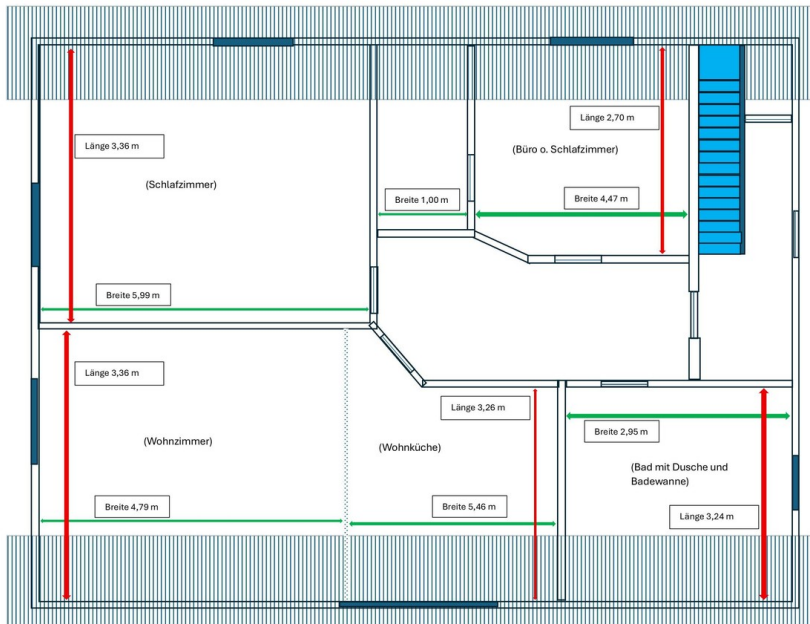 Länge 2,70 m
Länge 3,36 m
(Büro o. Schlafzimmer)
(Schlafzimmer)
Breite 1,00 m
Breite 4,47 m
Breite 5,99 m
Länge 3,36 m
Länge 3,26 m
Breite 2,95 m
(Wohnzimmer)
(Wohnküche)
(Bad mit Dusche und
Badewanne)
Breite 4,79 m
Breite 5,46 m
Länge 3,24 m